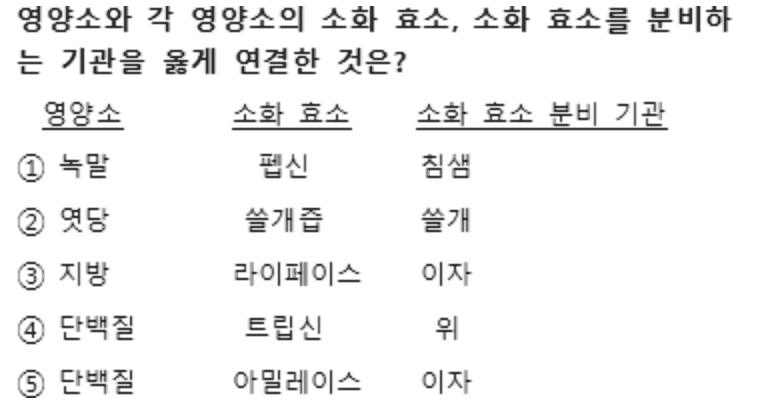 영양소와 각 영양소의 소화 효소, 소화 효소를 분비하
는 기관을 옳게 연결한 것은?
영양소 소화 효소 소화 효소 분비 기관
① 녹말 펩신 침샘
② 엿당 쓸개즙 쓸개
③ 지방 라이페이스 이자
④ 단백질 트립신 위
⑤ 단백질 아밀레이스 이자